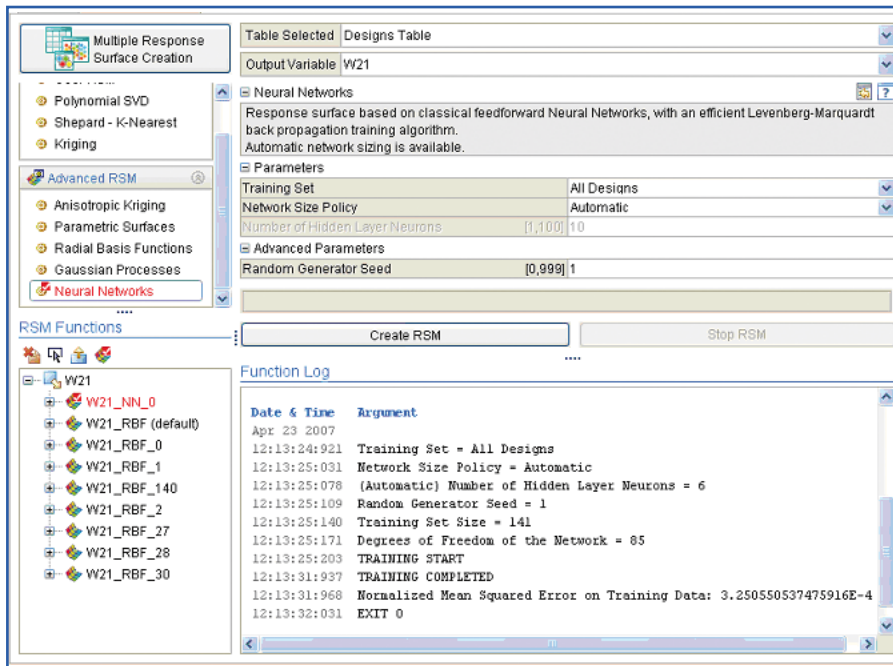 Multiple Response
Surface Creation
Polynomial SVD
Shepard - K-Nearest
Kriging
Advanced RSM
Anisotropic Kriging
Parametric Surfaces
Radial Basis Functions
Gaussian Processes
Neural Networks
RSM Functions
W21
W21_NN_0
W21_RBF (default)
W21_RBF_0
W21_RBF_1
W21_RBF_140
W21_RBF_2
W21_RBF_27
W21_RBF_28
W21_RBF_30
Table Selected Designs Table
Output Variable W21
Neural Networks
Response surface based on classical feedforward Neural Networks, with an efficient Levenberg-Marquardt
back propagation training algorithm.
Automatic network sizing is available.
Parameters
Training Set All Designs
Network Size Policy Automatic
Number of Hidden Layer Neurons [1,100] 10
Advanced Parameters
Random Generator Seed [0,999] 1
Create RSM Stop RSM
Function Log
Date & Time Argument
Apr 23 2007
12:13:24:921 Training Set = All Designs
12:13:25:031 Network Size Policy = Automatic
12:13:25:078 (Automatic) Number of Hidden Layer Neurons = 6
12:13:25:109 Random Generator Seed = 1
12:13:25:140 Training Set Size = 141
12:13:25:171 Degrees of Freedom of the Network = 85
12:13:25:203 TRAINING START
12:13:31:937 TRAINING COMPLETED
12:13:31:968 Normalized Mean Squared Error on Training Data: 3.250550537475916E-4
12:13:32:031 EXIT 0